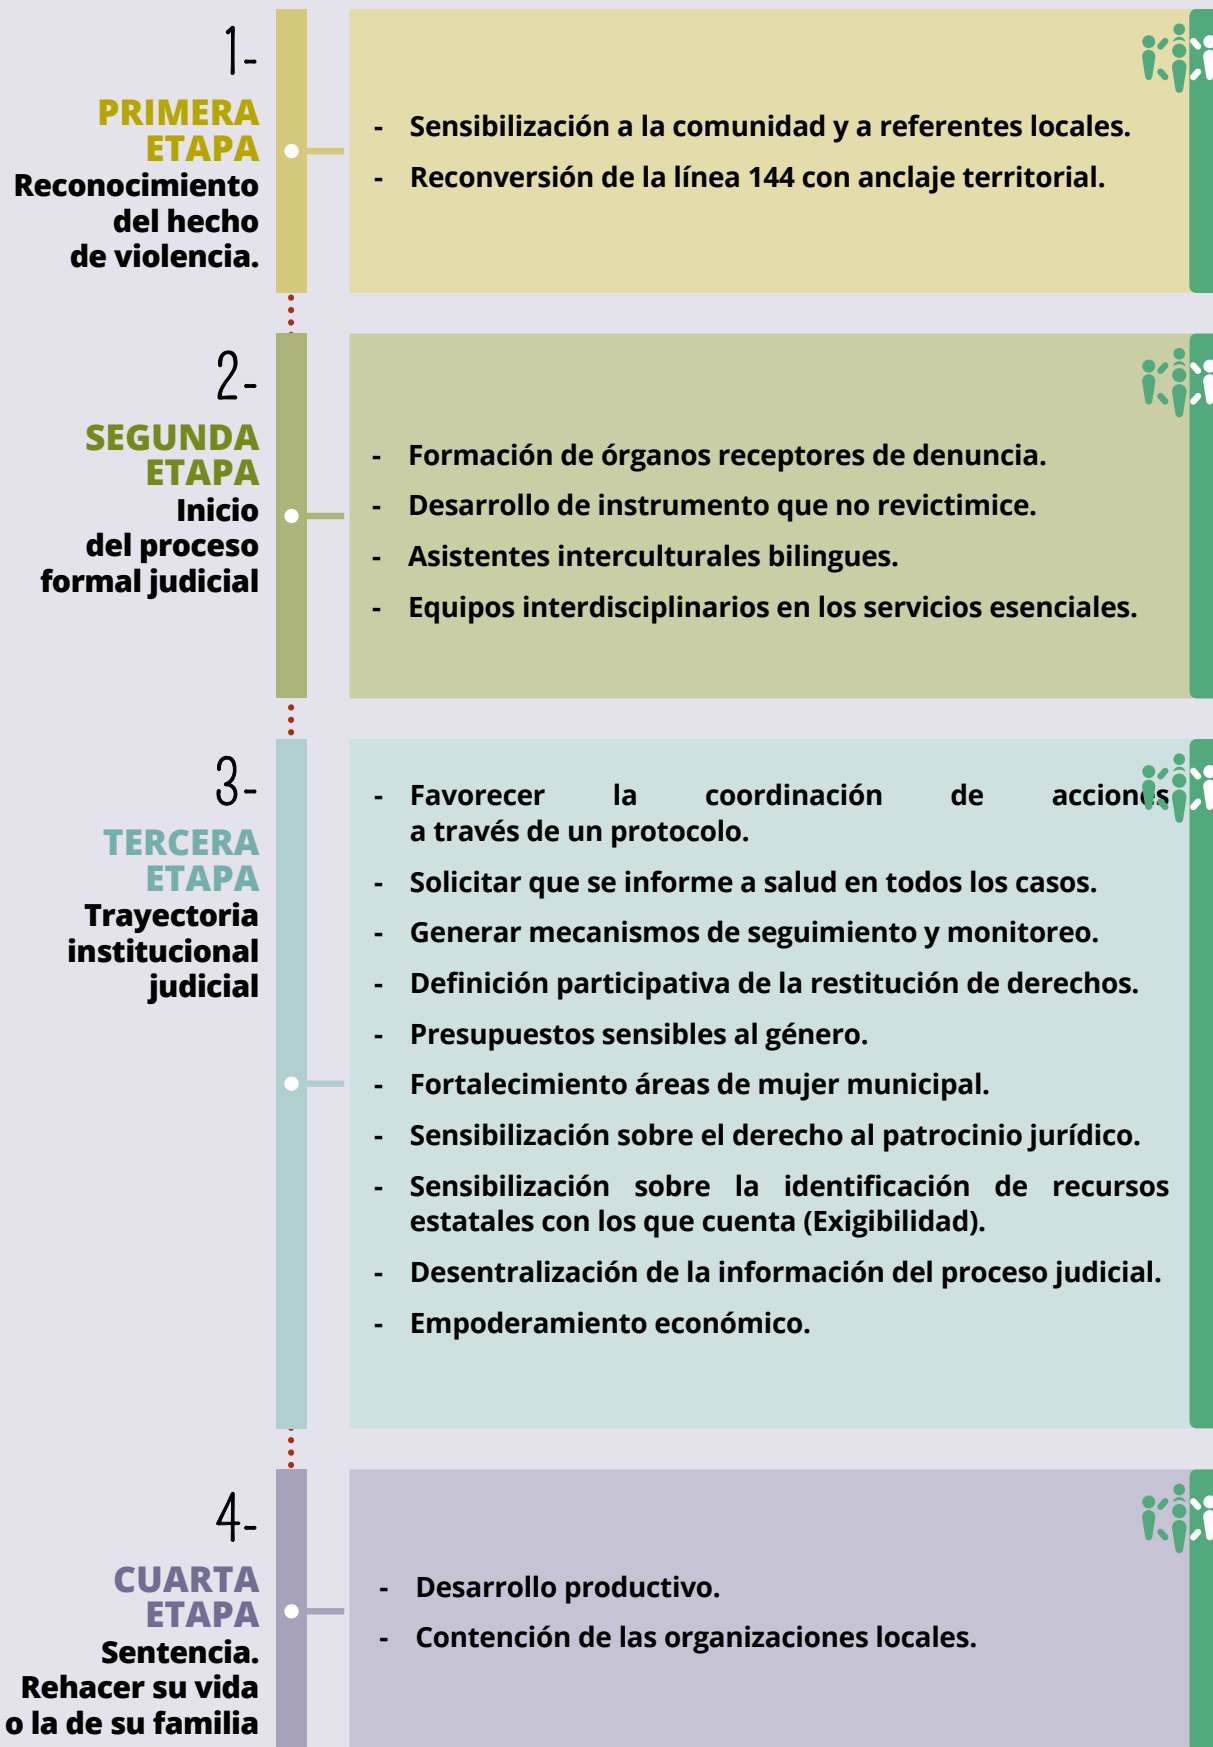 1-
PRIMERA
ETAPA
Reconocimiento
del hecho
de violencia.
- Sensibilización a la comunidad y a referentes locales.
- Reconversión de la línea 144 con anclaje territorial.
2-
SEGUNDA
ETAPA
Inicio
del proceso
formal judicial
- Formación de órganos receptores de denuncia.
- Desarrollo de instrumento que no revictimice.
- Asistentes interculturales bilingues.
- Equipos interdisciplinarios en los servicios esenciales.
3-
TERCERA
ETAPA
Trayectoria
institucional
judicial
- Favorecer la coordinación de acciones
a través de un protocolo.
- Solicitar que se informe a salud en todos los casos.
- Generar mecanismos de seguimiento y monitoreo.
- Definición participativa de la restitución de derechos.
- Presupuestos sensibles al género.
- Fortalecimiento áreas de mujer municipal.
- Sensibilización sobre el derecho al patrocinio jurídico.
- Sensibilización sobre la identificación de recursos
estatales con los que cuenta (Exigibilidad).
- Desentralización de la información del proceso judicial.
- Empoderamiento económico.
4-
CUARTA
ETAPA
Sentencia.
Rehacer su vida
o la de su familia
- Desarrollo productivo.
- Contención de las organizaciones locales.